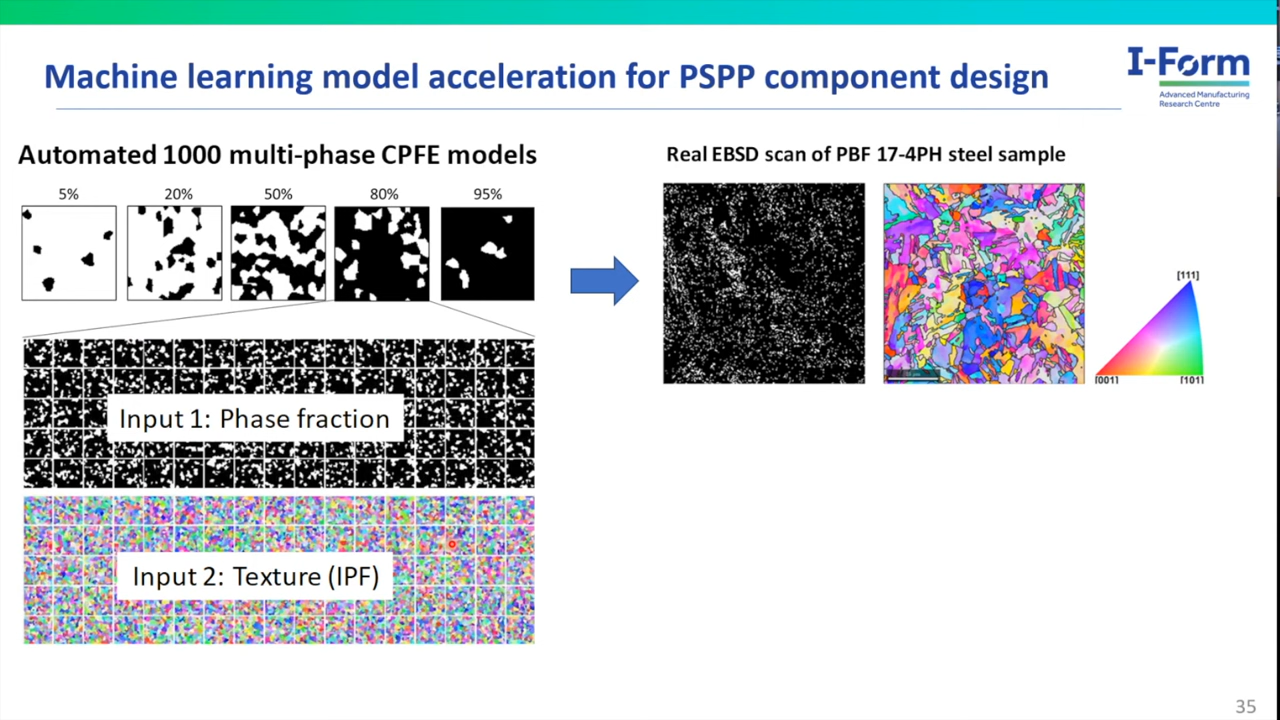 Machine learning model acceleration for PSPP component design
I-Form
Advanced Manufacturing
Research Centre
Automated 1000 multi-phase CPFE models
5% 20% 50% 80% 95%
Input 1: Phase fraction
Input 2: Texture (IPF)
Real EBSD scan of PBF 17-4PH steel sample
[111]
[001] [101]
35